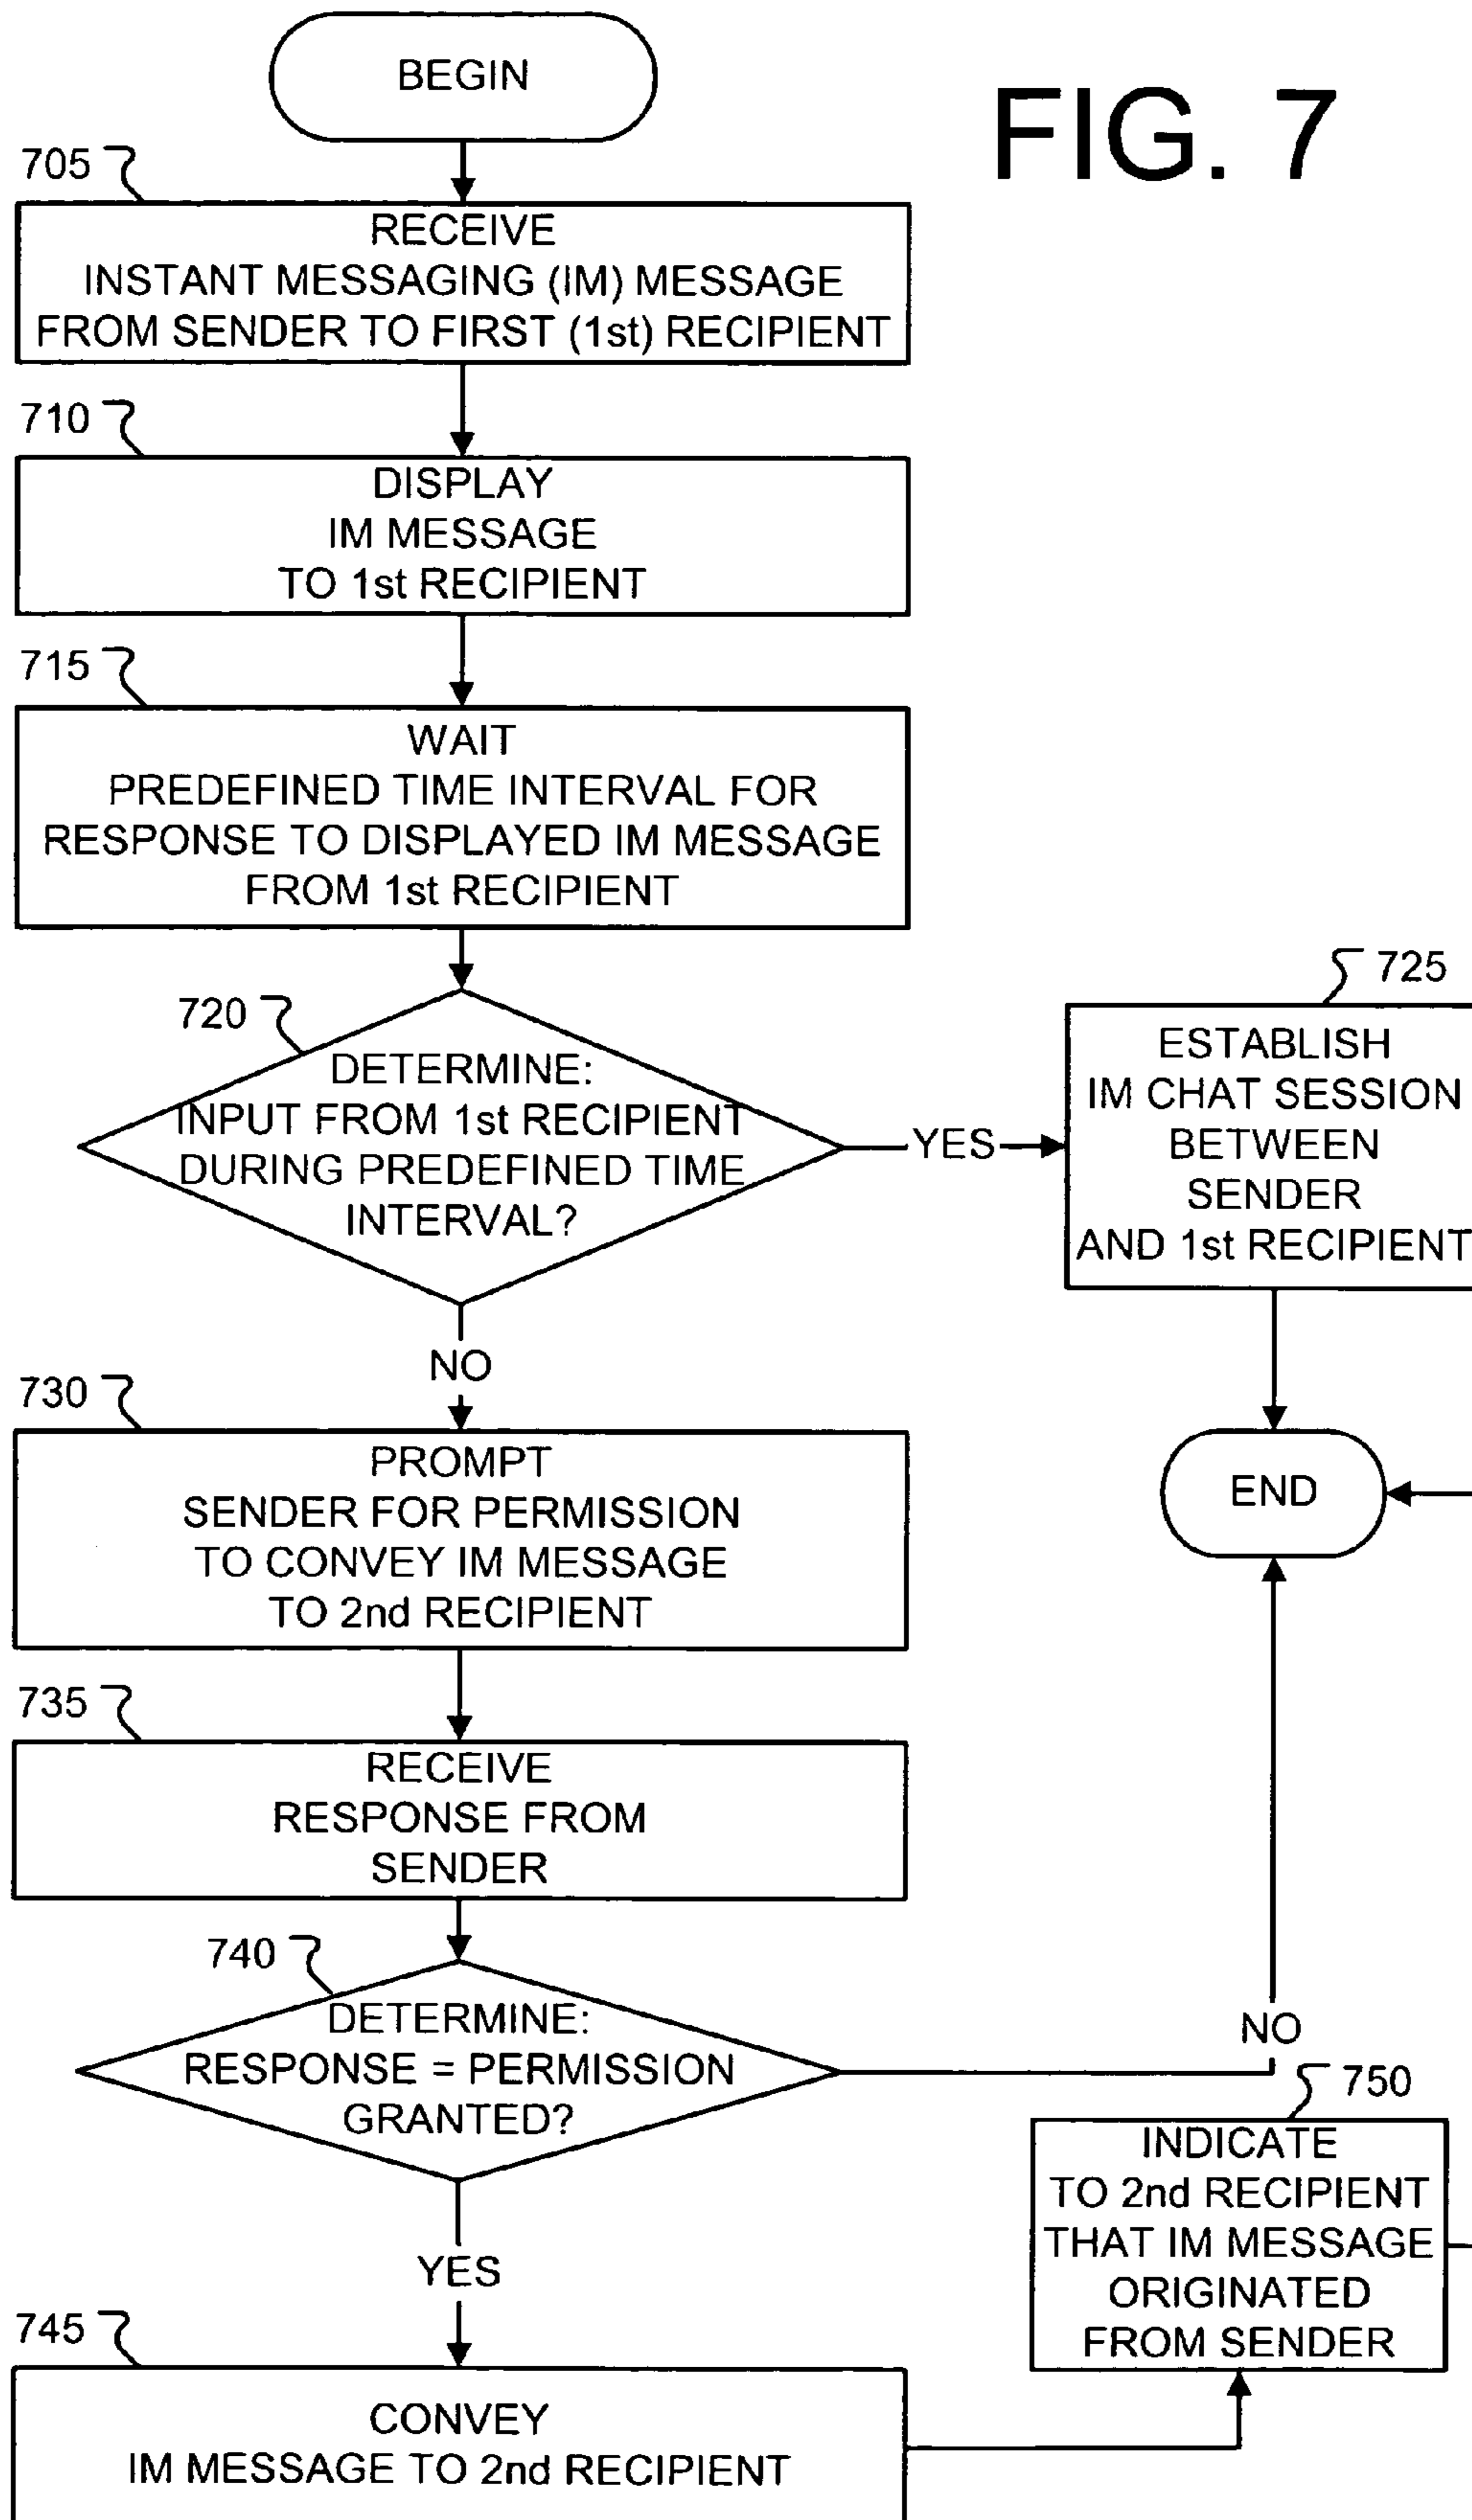 BEGIN
FIG. 7
705
RECEIVE
INSTANT MESSAGING (IM) MESSAGE
FROM SENDER TO FIRST (1st) RECIPIENT
710
DISPLAY
IM MESSAGE
TO 1st RECIPIENT
715
WAIT
PREDEFINED TIME INTERVAL FOR
RESPONSE TO DISPLAYED IM MESSAGE
FROM 1st RECIPIENT
720
DETERMINE:
INPUT FROM 1st RECIPIENT
DURING PREDEFINED TIME
INTERVAL?
YES
725
ESTABLISH
IM CHAT SESSION
BETWEEN
SENDER
AND 1st RECIPIENT
NO
730
PROMPT
SENDER FOR PERMISSION
TO CONVEY IM MESSAGE
TO 2nd RECIPIENT
END
735
RECEIVE
RESPONSE FROM
SENDER
740
DETERMINE:
RESPONSE = PERMISSION
GRANTED?
NO
750
INDICATE
TO 2nd RECIPIENT
THAT IM MESSAGE
ORIGINATED
FROM SENDER
YES
745
CONVEY
IM MESSAGE TO 2nd RECIPIENT